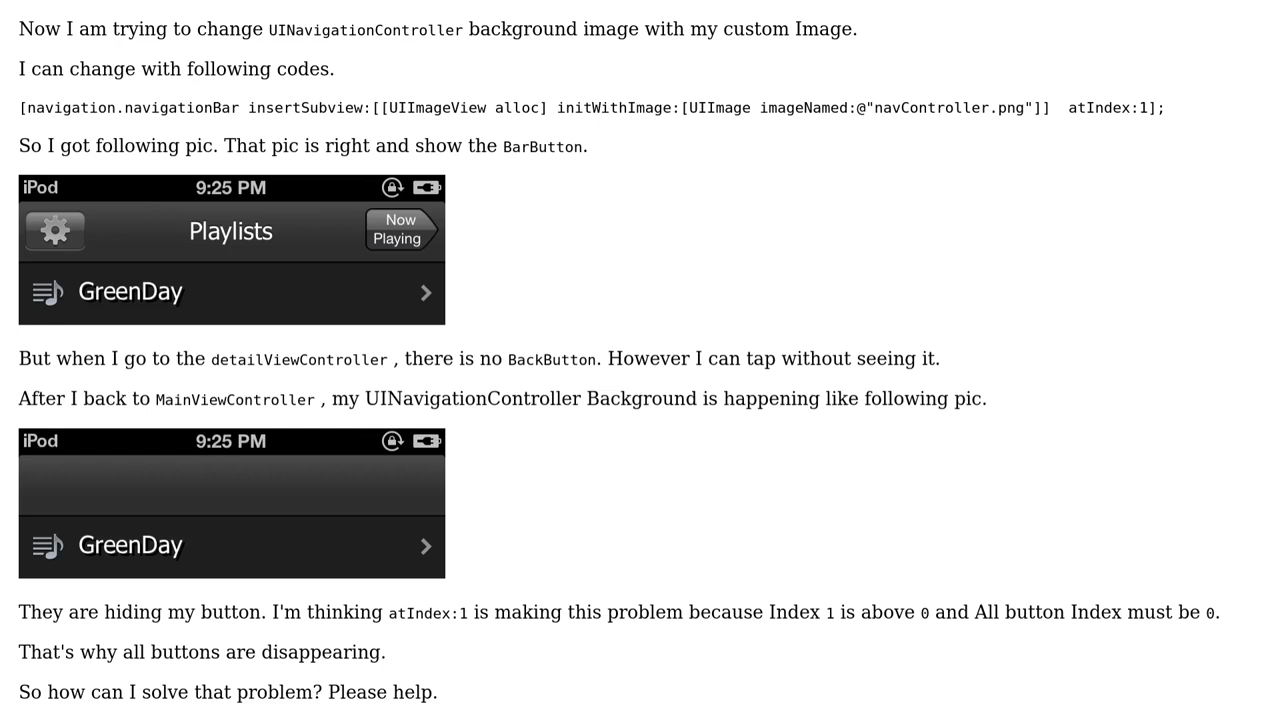 Now I am trying to change UINavigationController background image with my custom Image.
I can change with following codes.
[navigation.navigationBar insertSubview:[[UIImageView alloc] initWithImage:[UIImage imageNamed:@"navController.png"]]  atIndex:1];
So I got following pic. That pic is right and show the BarButton.
iPod 9:25 PM
Playlists
Now
Playing
GreenDay
But when I go to the detailViewController , there is no BackButton. However I can tap without seeing it.
After I back to MainViewController , my UINavigationController Background is happening like following pic.
iPod 9:25 PM
GreenDay
They are hiding my button. I'm thinking atIndex:1 is making this problem because Index 1 is above 0 and All button Index must be 0.
That's why all buttons are disappearing.
So how can I solve that problem? Please help.